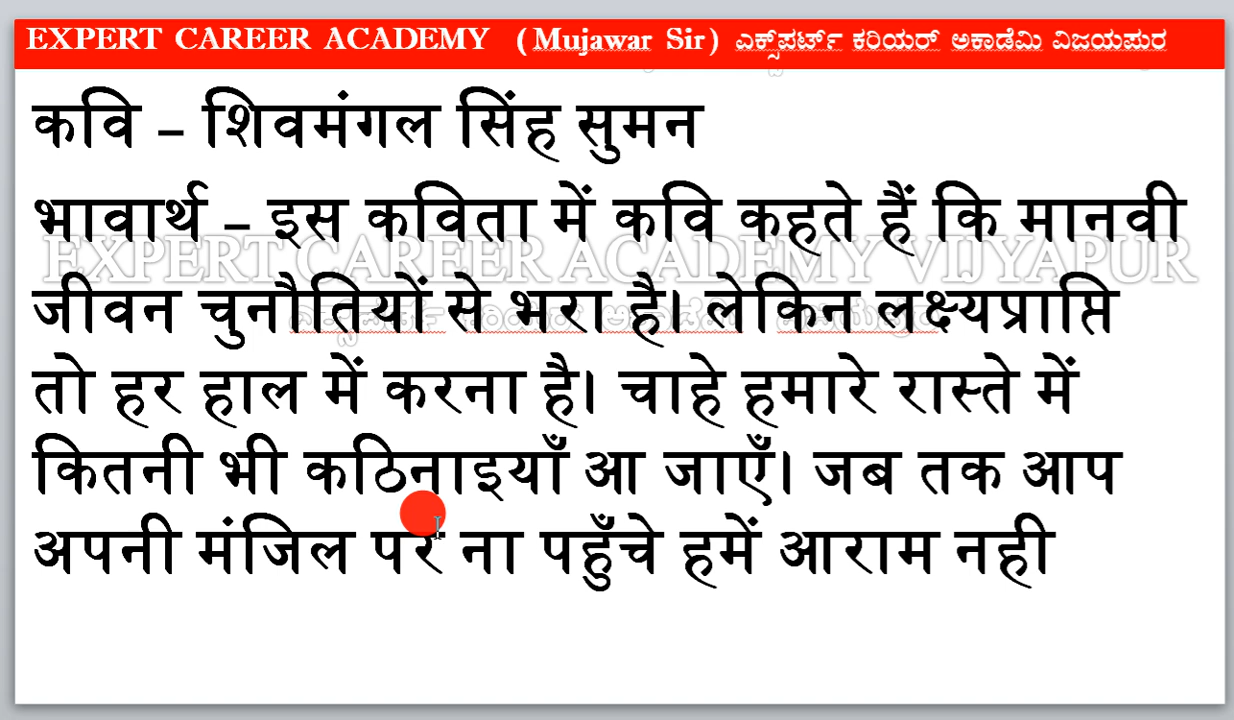 EXPERT CAREER ACADEMY (Mujawar Sir) ಎಕ್ಸ್‌ಪರ್ಟ್ ಕರಿಯರ್ ಅಕಾಡೆಮಿ ವಿಜಯಪುರ
कवि – शिवमंगल सिंह सुमन
भावार्थ – इस कविता में कवि कहते हैं कि मानवी
EXPERT CAREER ACADEMY VIJYAPUR
जीवन चुनौतियों से भरा है। लेकिन लक्ष्यप्राप्ति
तो हर हाल में करना है। चाहे हमारे रास्ते में
कितनी भी कठिनाइयाँ आ जाएँ। जब तक आप
अपनी मंजिल पर ना पहुँचे हमें आराम नही